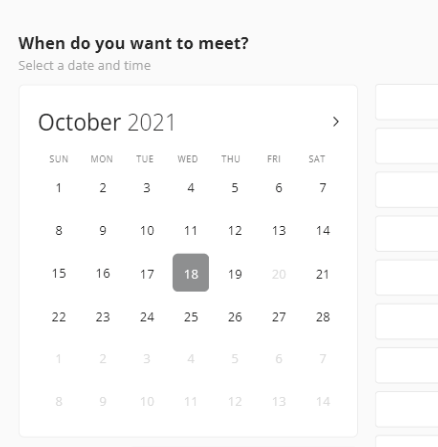 When do you want to meet?
Select a date and time
October 2021
SUN MON TUE WED THU FRI SAT
1 2 3 4 5 6 7
8 9 10 11 12 13 14
15 16 17 18 19 20 21
22 23 24 25 26 27 28
1 2 3 4 5 6 7
8 9 10 11 12 13 14